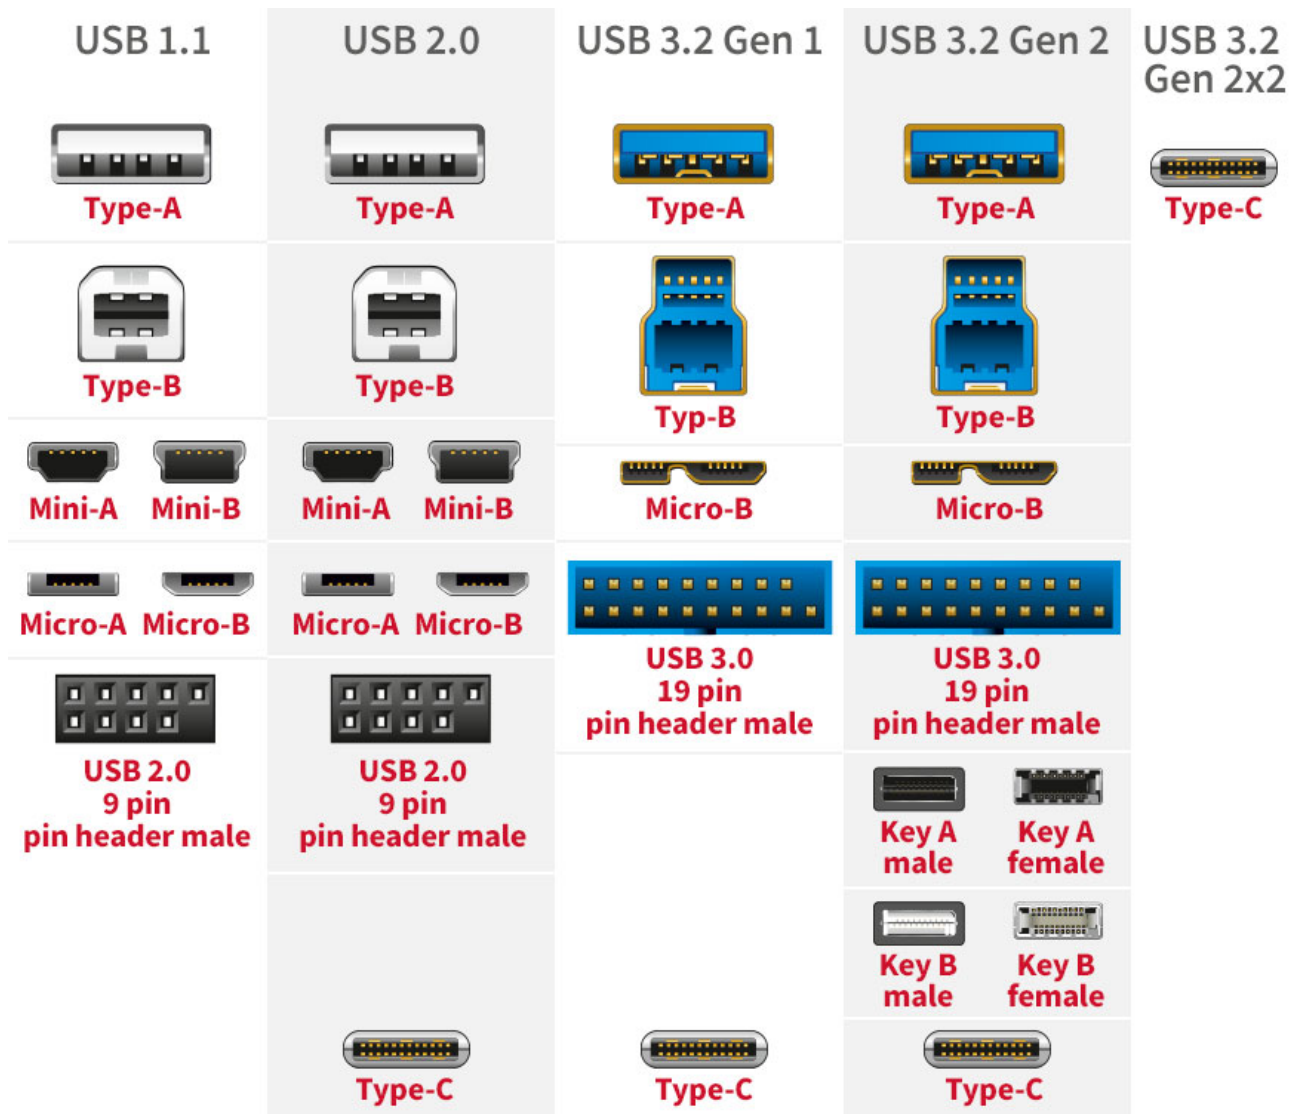 USB 1.1
USB 2.0
USB 3.2 Gen 1
USB 3.2 Gen 2
USB 3.2
Gen 2x2
Type-A
Type-A
Type-A
Type-A
Type-C
Type-B
Type-B
Typ-B
Type-B
Mini-A
Mini-B
Mini-A
Mini-B
Micro-B
Micro-B
Micro-A
Micro-B
Micro-A
Micro-B
USB 3.0
19 pin
pin header male
USB 3.0
19 pin
pin header male
USB 2.0
9 pin
pin header male
USB 2.0
9 pin
pin header male
Key A
male
Key A
female
Key B
male
Key B
female
Type-C
Type-C
Type-C